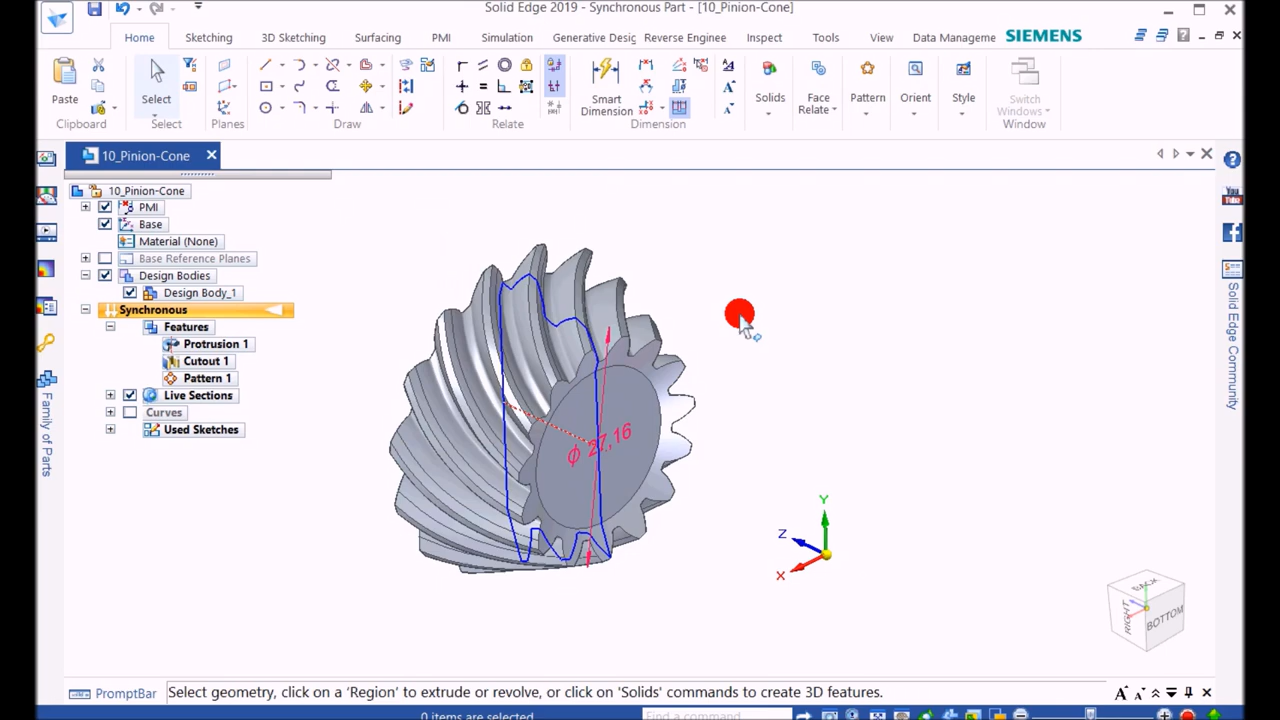 Solid Edge 2019 - Synchronous Part - [10_Pinion-Cone]
Home Sketching 3D Sketching Surfacing PMI Simulation Generative Desig Reverse Engineer Inspect Tools View Data Manageme SIEMENS
Paste Select Smart Dimension Solids Face Relate Pattern Orient Style Switch Windows
Clipboard Select Planes Draw Relate Dimension Window
10_Pinion-Cone
10_Pinion-Cone
PMI
Base
Material (None)
Base Reference Planes
Design Bodies
Design Body_1
Synchronous
Features
Protrusion 1
Cutout 1
Pattern 1
Live Sections
Curves
Used Sketches
Family of Parts
Solid Edge Community
You Tube
ϕ 27,16
Y
Z
X
BACK
RIGHT
BOTTOM
PromptBar Select geometry, click on a 'Region' to extrude or revolve, or click on 'Solids' commands to create 3D features.
0 items are selected Find a command